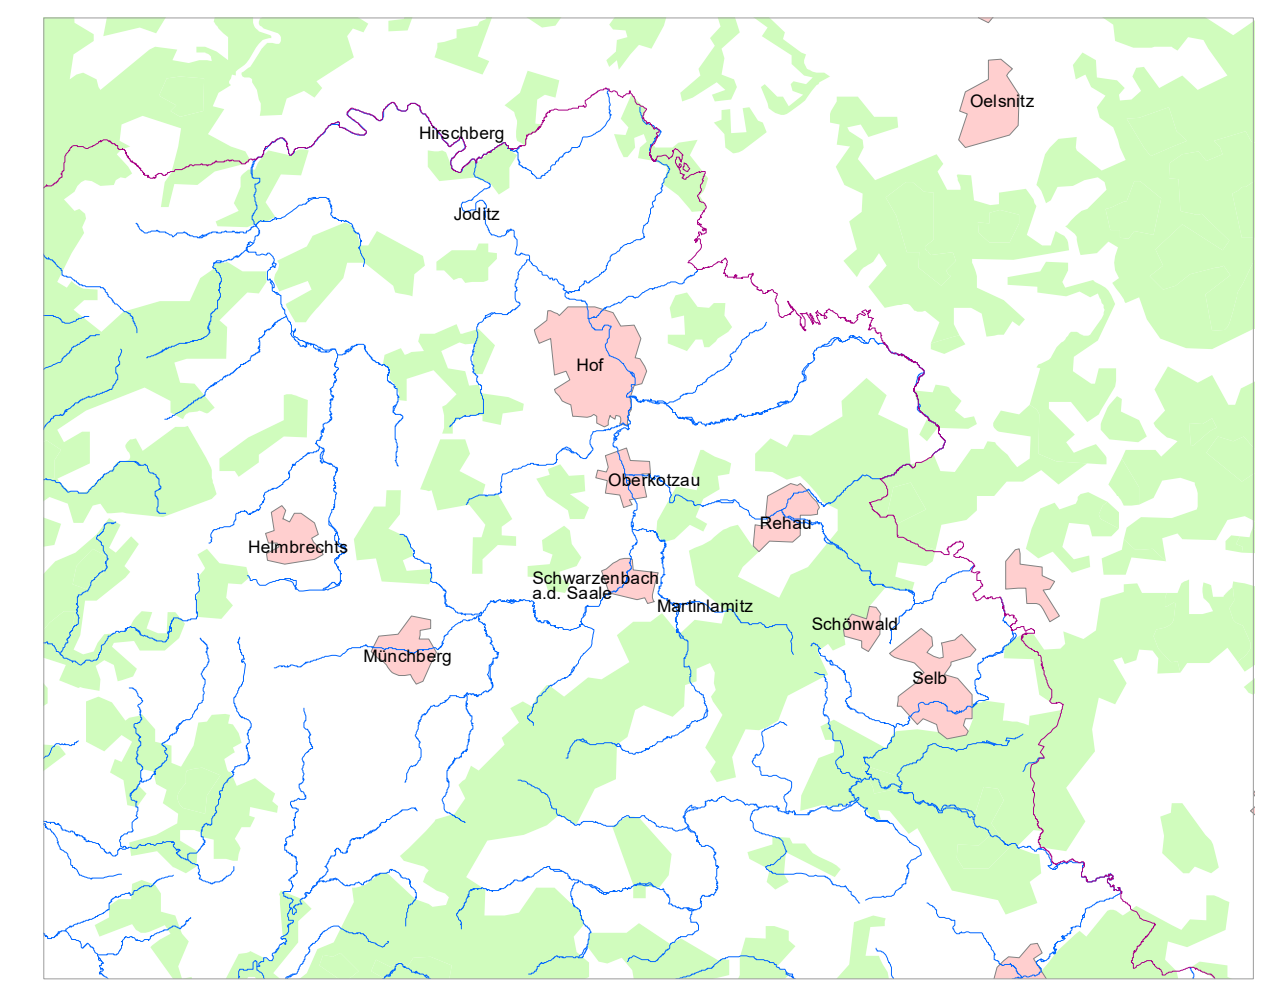 Oelsnitz
Hirschberg
Joditz
Hof
Oberkotzau
Rehau
Helmbrechts
Schwarzenbach
a.d. Saale
Martinlamitz
Schönwald
Münchberg
Selb